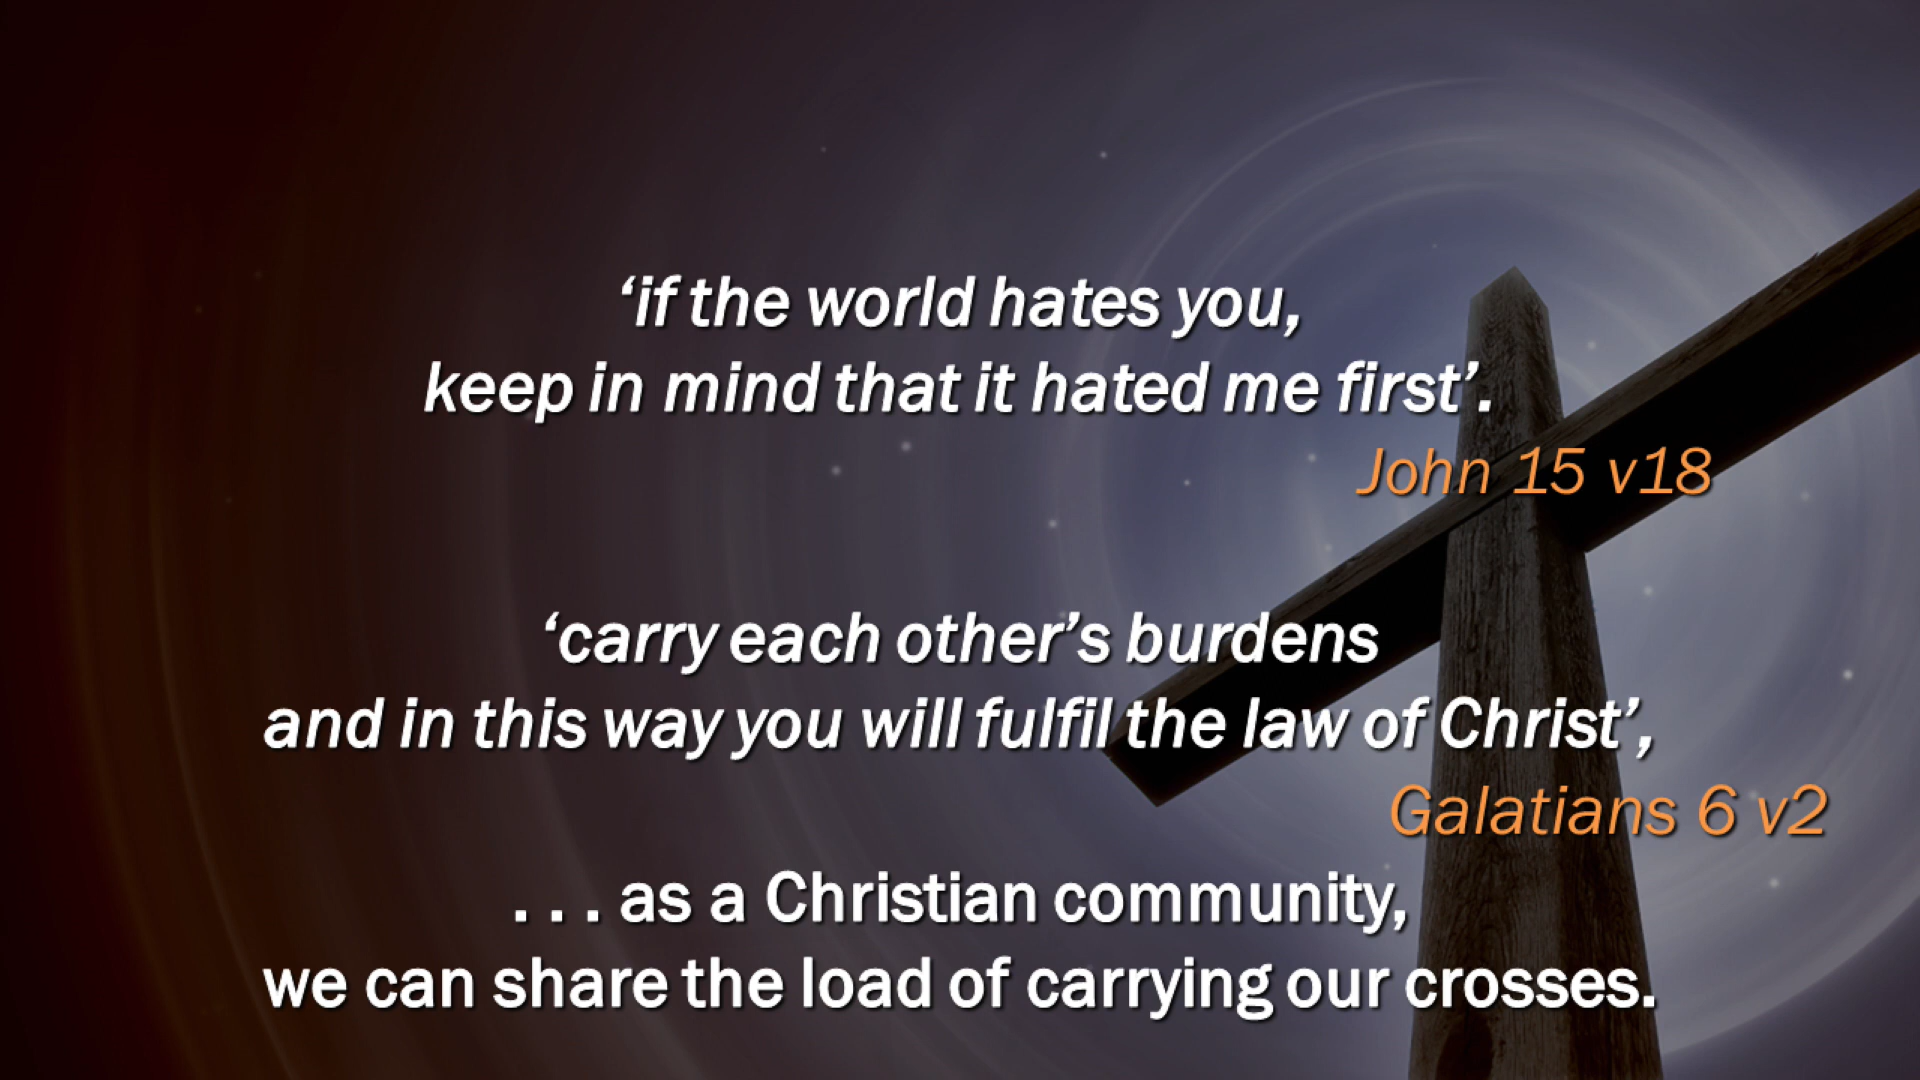 ‘if the world hates you,
keep in mind that it hated me first’.
John 15 v18
‘carry each other’s burdens
and in this way you will fulfil the law of Christ’,
Galatians 6 v2
. . . as a Christian community,
we can share the load of carrying our crosses.